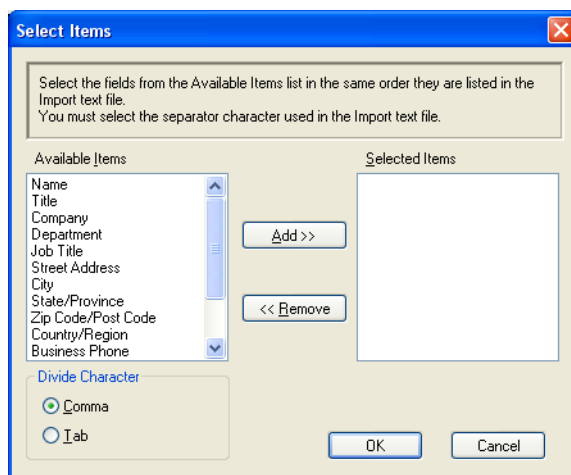 Select Items
Select the fields from the Available Items list in the same order they are listed in the
Import text file.
You must select the separator character used in the Import text file.
Available Items
Selected Items
Name
Title
Company
Department
Job Title
Street Address
City
State/Province
Zip Code/Post Code
Country/Region
Business Phone
Add >>
<< Remove
Divide Character
Comma
Tab
OK
Cancel